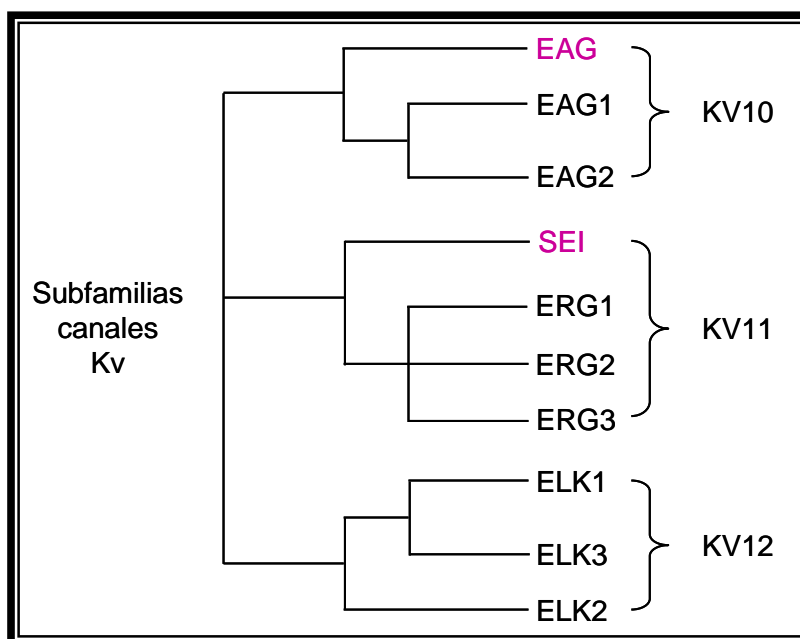 EAG
EAG1
KV10
EAG2
SEI
Subfamilias
canales
Kv
ERG1
KV11
ERG2
ERG3
ELK1
KV12
ELK3
ELK2